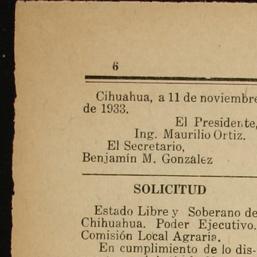 6
Cihuahua, a 11 de noviembre
de 1933.
El Presidente,
Ing. Maurilio Ortiz.
El Secretario,
Benjamín M. González
SOLICITUD
Estado Libre y Soberano de
Chihuahua. Poder Ejecutivo.
Comisión Local Agraria.
En cumplimiento de lo dis-